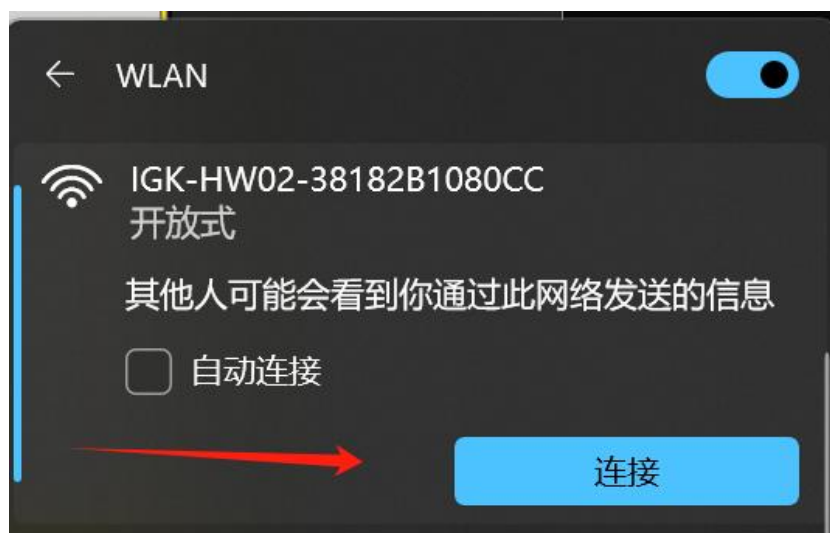 WLAN
IGK-HW02-38182B1080CC
开放式
其他人可能会看到你通过此网络发送的信息
自动连接
连接